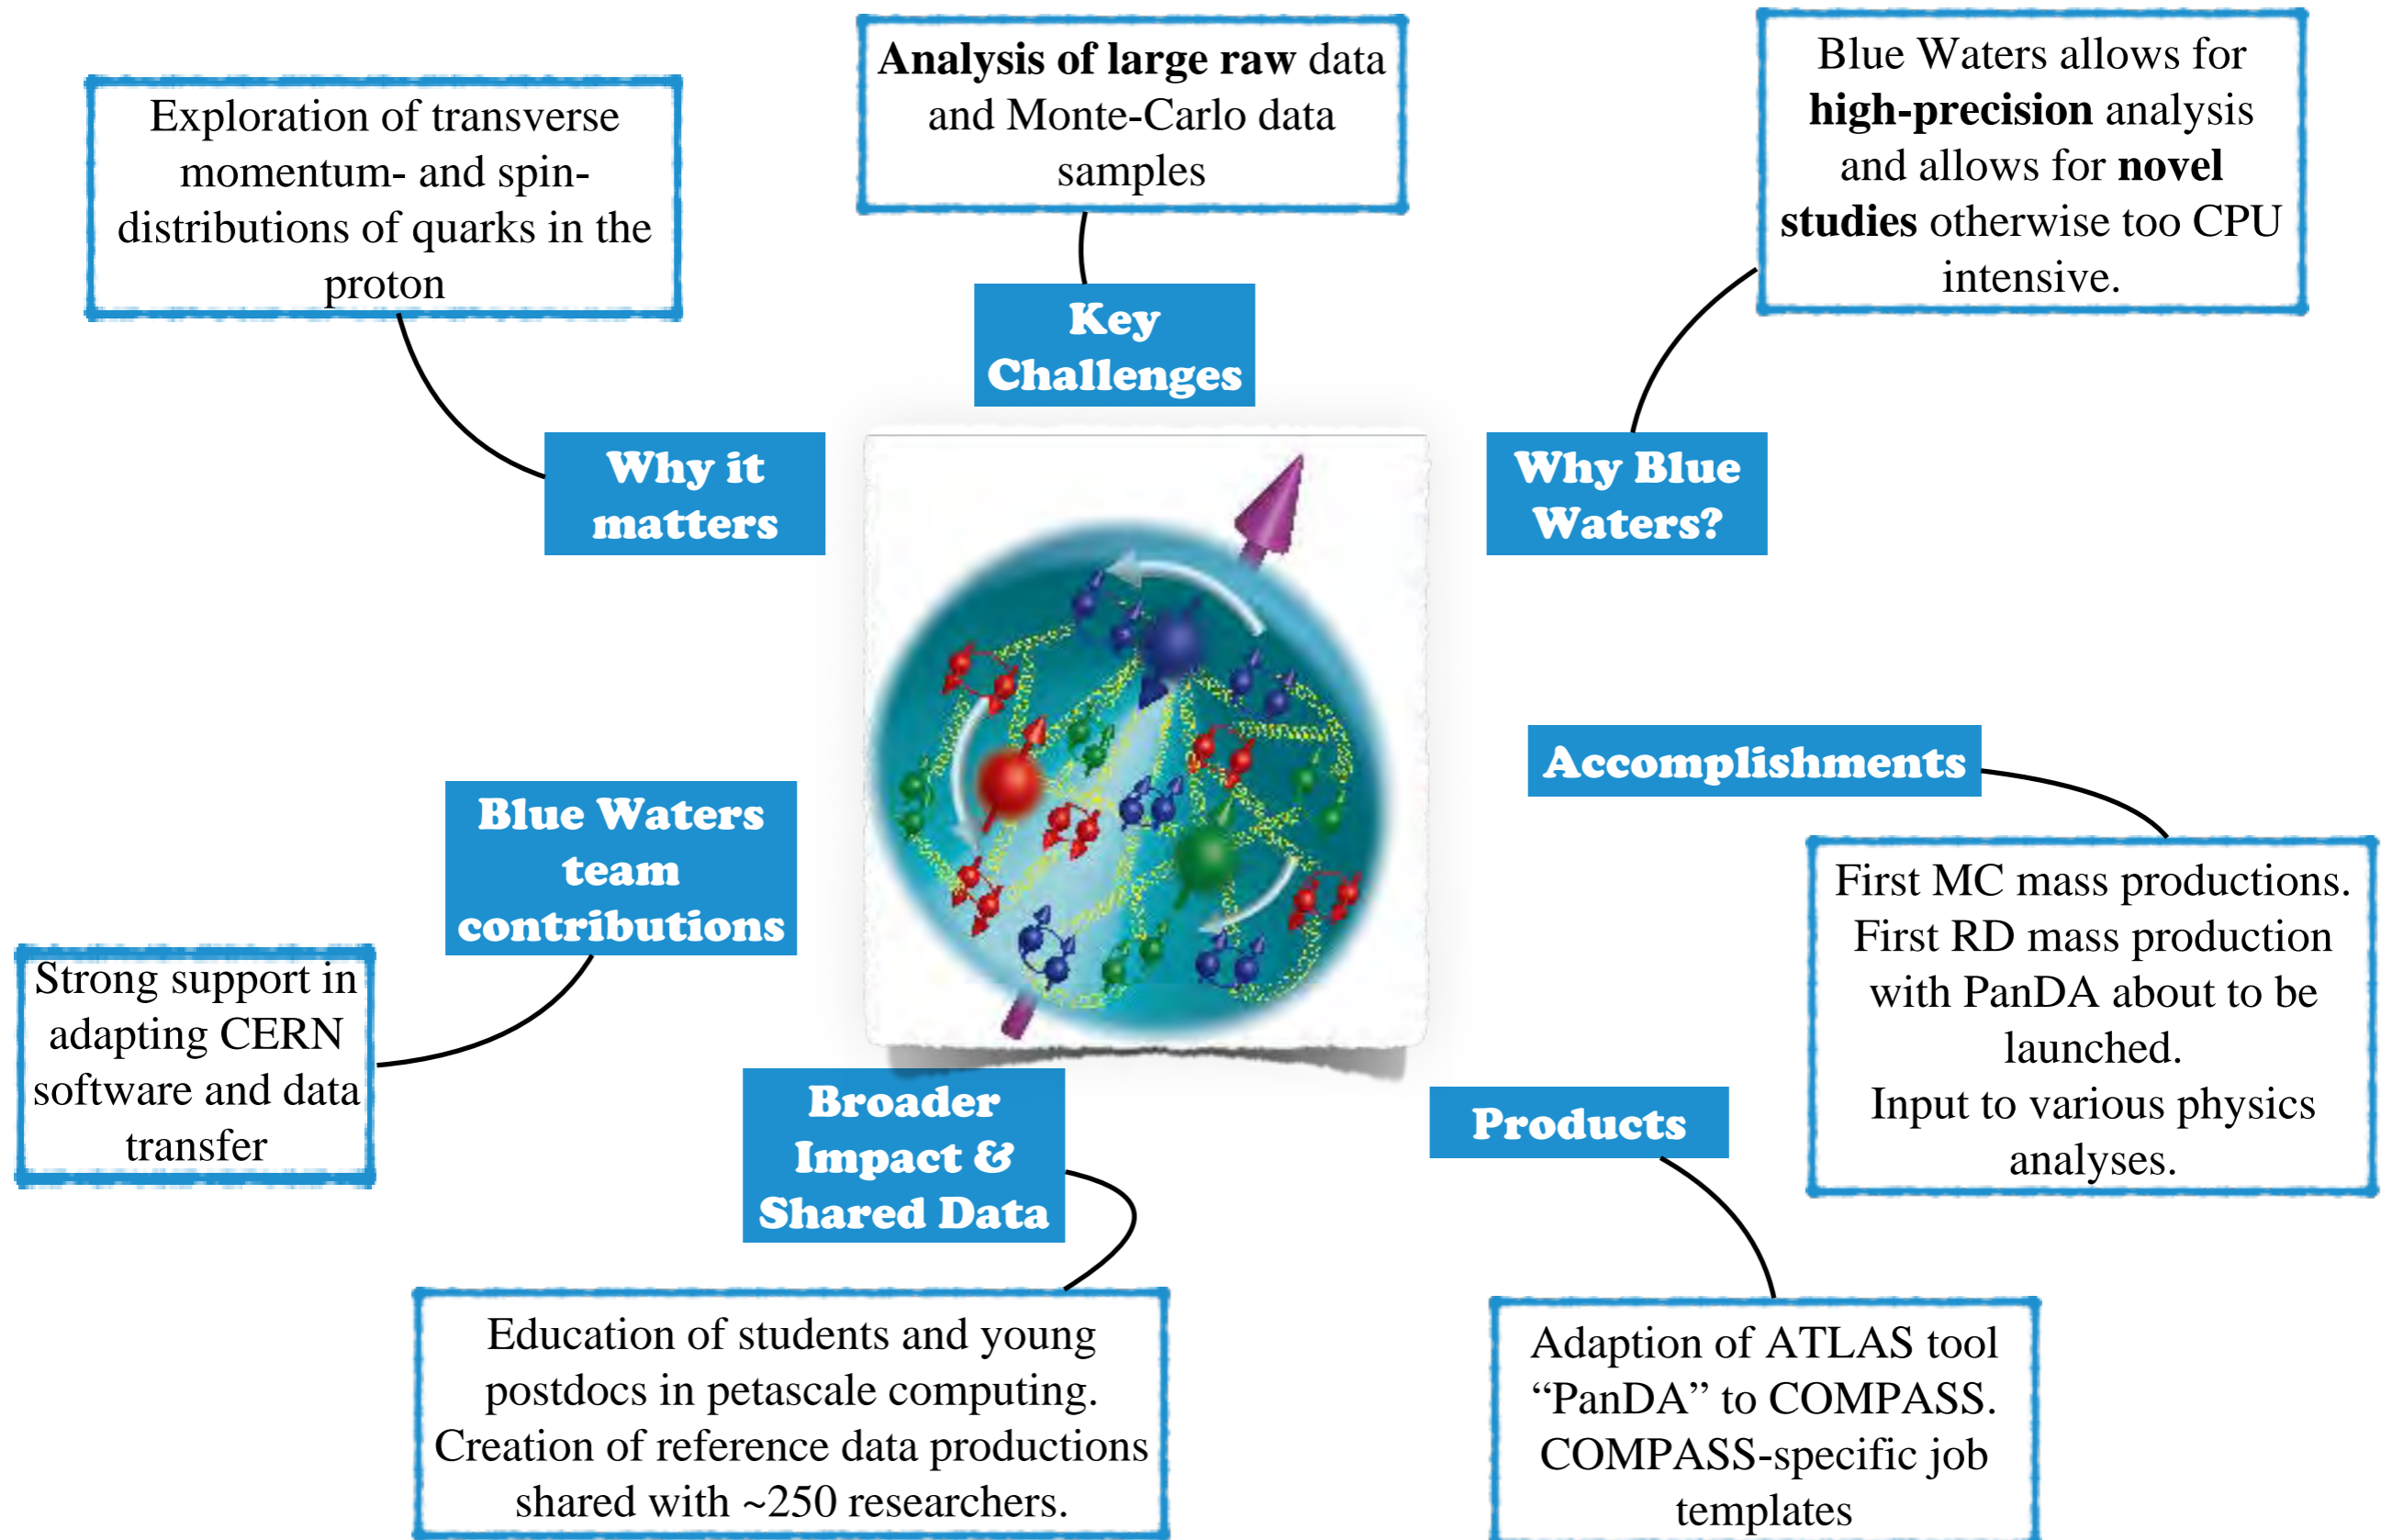 Exploration of transverse
momentum- and spin-
distributions of quarks in the
proton
Why it
matters
Analysis of large raw data
and Monte-Carlo data
samples
Key
Challenges
Blue Waters allows for
high-precision analysis
and allows for novel
studies otherwise too CPU
intensive.
Why Blue
Waters?
Accomplishments
First MC mass productions.
First RD mass production
with PanDA about to be
launched.
Input to various physics
analyses.
Blue Waters
team
contributions
Strong support in
adapting CERN
software and data
transfer
Broader
Impact &
Shared Data
Education of students and young
postdocs in petascale computing.
Creation of reference data productions
shared with ~250 researchers.
Products
Adaption of ATLAS tool
“PanDA” to COMPASS.
COMPASS-specific job
templates